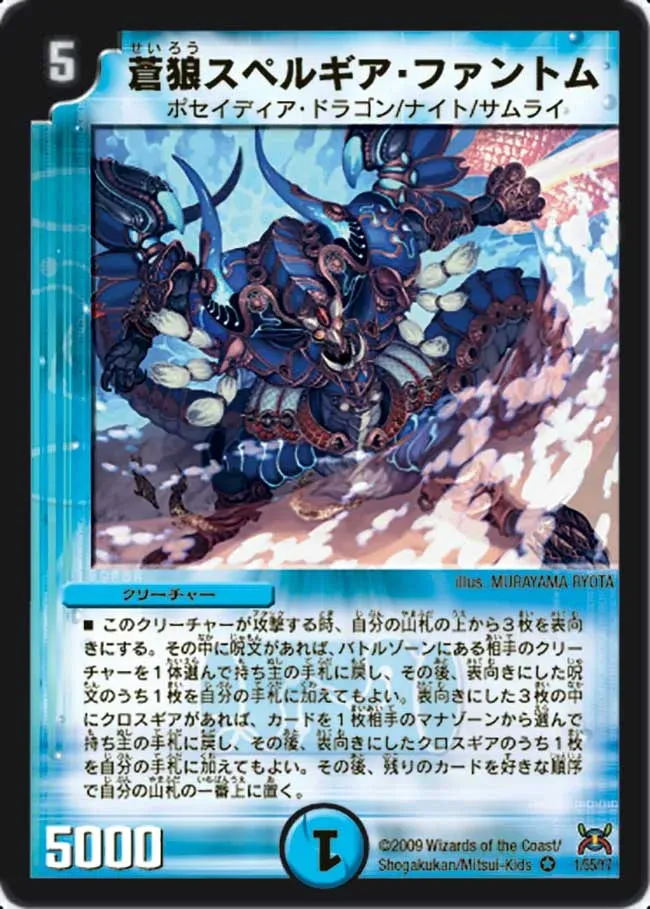 5
せいろう
蒼狼スペルギア・ファントム
ポセイディア・ドラゴン/ナイト/サムライ
illus. MURAYAMA RYOTA
クリーチャー
■ このクリーチャーが攻撃する時、自分の山札の上から3枚を表向
きにする。その中に呪文があれば、バトルゾーンにある相手のクリー
チャーを1体選んで持ち主の手札に戻し、その後、表向きにした呪
文のうち1枚を自分の手札に加えてもよい。表向きにした3枚の中
にクロスギアがあれば、カードを1枚相手のマナゾーンから選んで
持ち主の手札に戻し、その後、表向きにしたクロスギアのうち1枚
を自分の手札に加えてもよい。その後、残りのカードを好きな順序
で自分の山札の一番上に置く。
5000
1
©2009 Wizards of the Coast/
Shogakukan/Mitsui-Kids
1/55/Y7